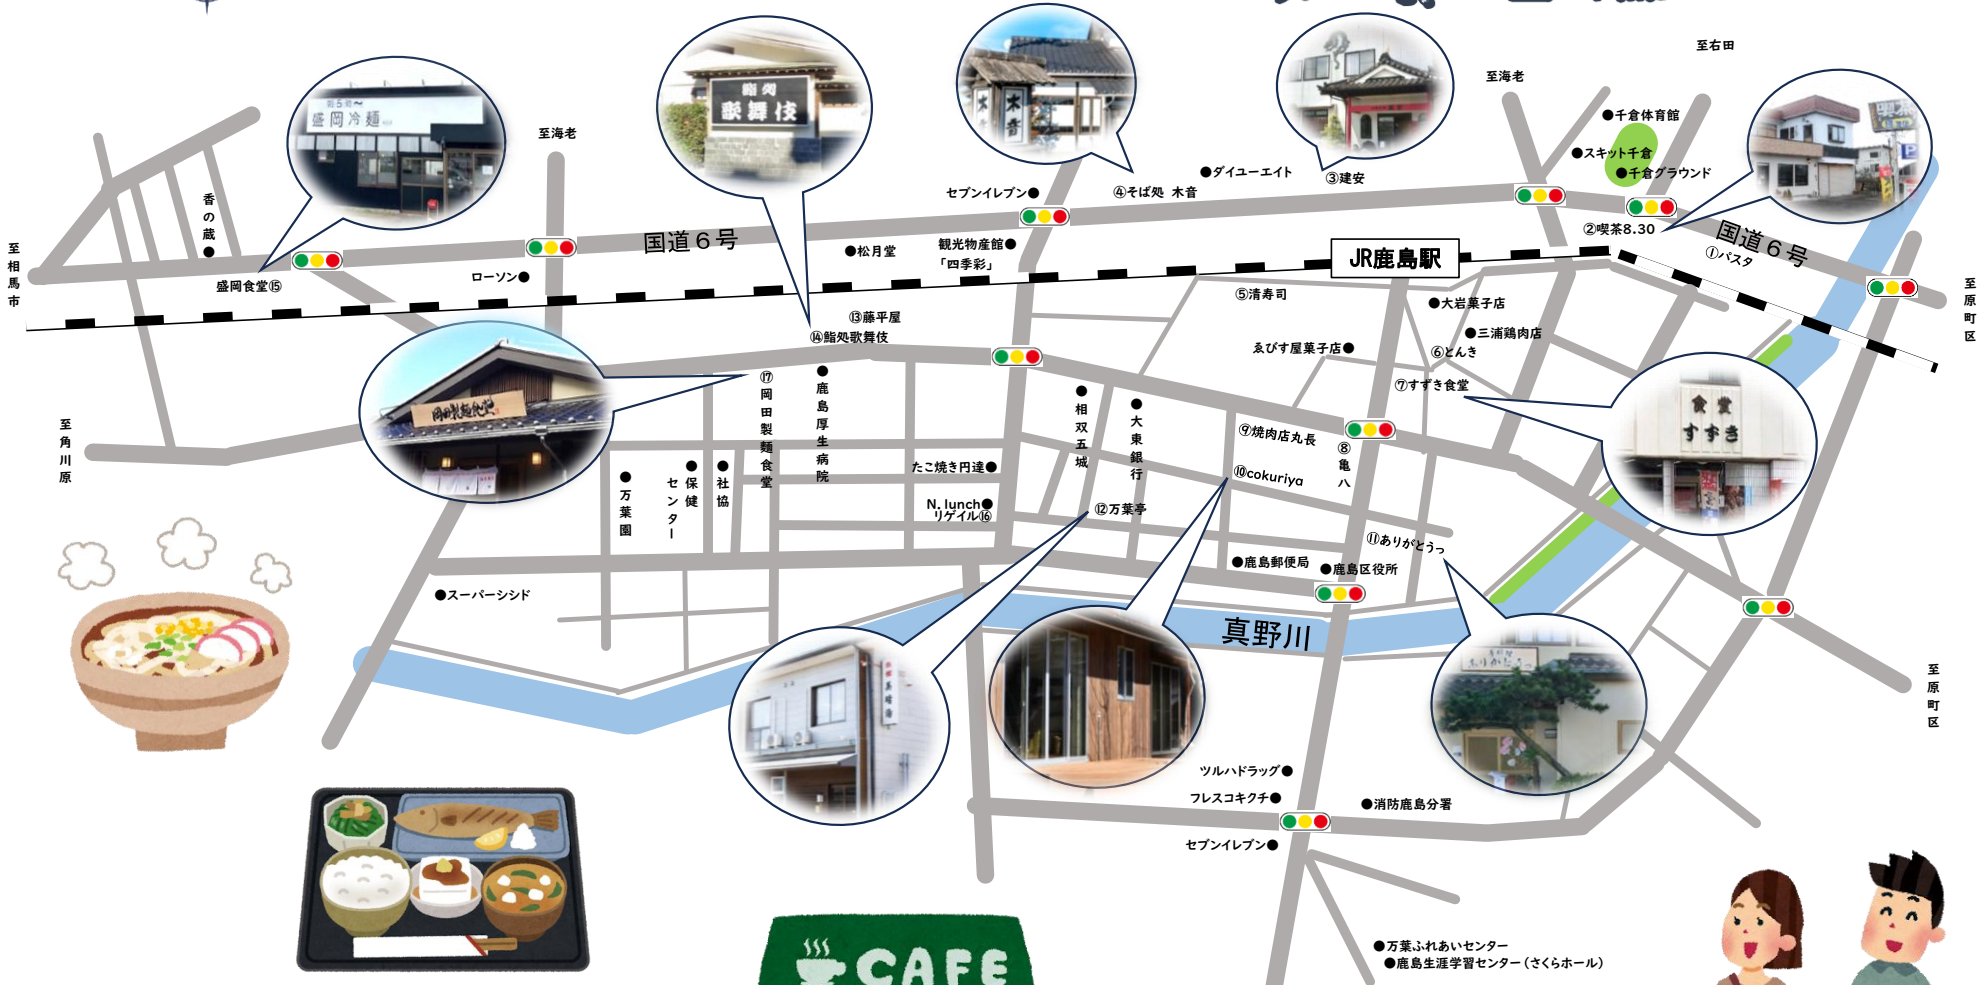 至右田
至海老
●千倉体育館
●スキット千倉
●千倉グラウンド
盛岡冷麺
鮨処
歌舞伎
木音
木音
至海老
香の蔵●
セブンイレブン●
④そば処 木音
●ダイユーエイト
③建安
②喫茶8.30
国道6号
①パスタ
至相馬市
盛岡食堂⑮
ローソン●
国道6号
●松月堂
観光物産館●
「四季彩」
JR鹿島駅
至原町区
⑤清寿司
●大岩菓子店
⑬藤平屋
⑭鮨処歌舞伎
●三浦鶏肉店
ゑびす屋菓子店●
⑥とんき
⑦すずき食堂
食堂
すずき
岡田製麺食堂
⑰岡田製麺食堂
●鹿島厚生病院
●相双五城
●大東銀行
⑨焼肉店丸長
⑧亀八
至角川原
●万葉園
●保健センター
●社協
たこ焼き円達●
N. lunch●
リゲイル⑯
⑩cokuriya
⑫万葉亭
⑪ありがとうっ
●鹿島郵便局
●鹿島区役所
●スーパーシシド
真野川
至原町区
ツルハドラッグ●
フレスコキクチ●
●消防鹿島分署
セブンイレブン●
●万葉ふれあいセンター
●鹿島生涯学習センター(さくらホール)
CAFE